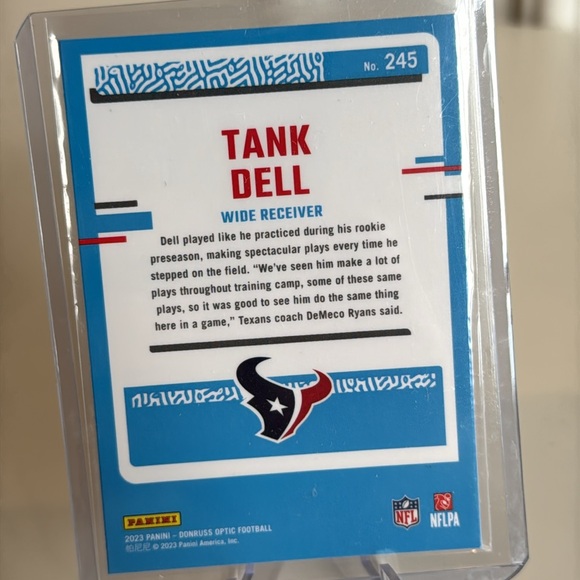 No. 245
TANK
DELL
WIDE RECEIVER
Dell played like he practiced during his rookie
preseason, making spectacular plays every time he
stepped on the field. “We've seen him make a lot of
plays throughout training camp, some of these same
plays, so it was good to see him do the same thing
here in a game,” Texans coach DeMeco Ryans said.
PANINI
2023 PANINI – DONRUSS OPTIC FOOTBALL
帕尼尼 © 2023 Panini America, Inc.
NFL
NFLPA